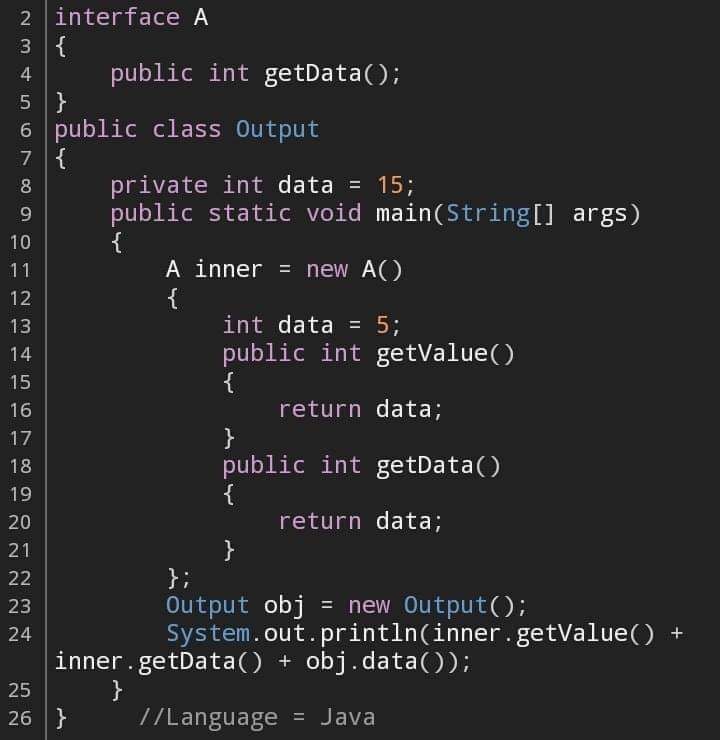 2 interface A
3 {
4     public int getData();
5 }
6 public class Output
7 {
8     private int data = 15;
9     public static void main(String[] args)
10     {
11         A inner = new A()
12         {
13             int data = 5;
14             public int getValue()
15             {
16                 return data;
17             }
18             public int getData()
19             {
20                 return data;
21             }
22         };
23         Output obj = new Output();
24         System.out.println(inner.getValue() +
inner.getData() + obj.data());
25     }
26 }     //Language = Java